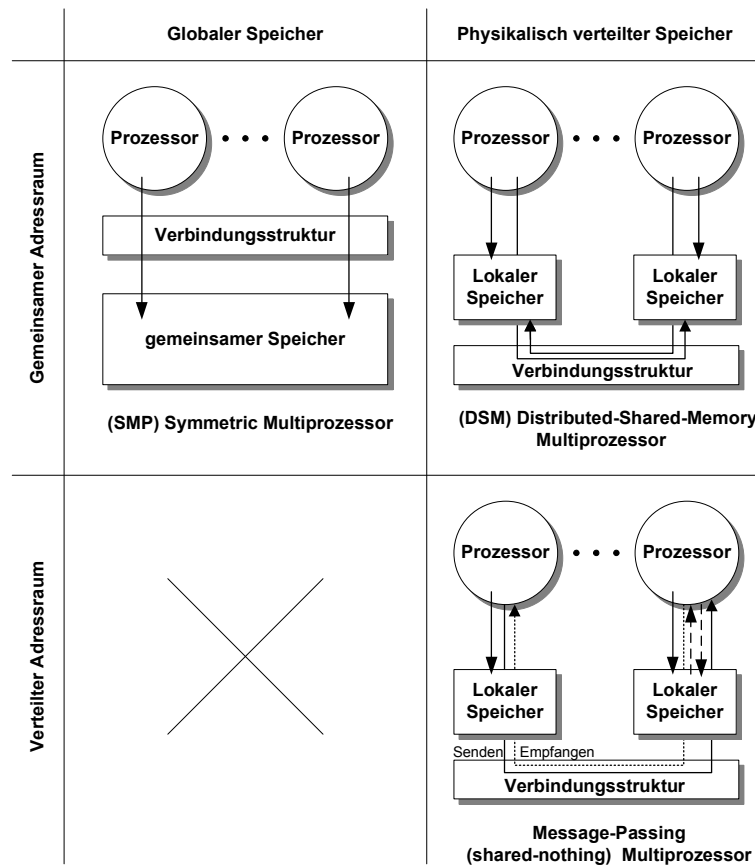 Globaler Speicher
Physikalisch verteilter Speicher
Gemeinsamer Adressraum
Prozessor
Prozessor
Verbindungsstruktur
gemeinsamer Speicher
(SMP) Symmetric Multiprozessor
Prozessor
Prozessor
Lokaler
Speicher
Lokaler
Speicher
Verbindungsstruktur
(DSM) Distributed-Shared-Memory
Multiprozessor
Verteilter Adressraum
Prozessor
Prozessor
Lokaler
Speicher
Lokaler
Speicher
Senden
Empfangen
Verbindungsstruktur
Message-Passing
(shared-nothing) Multiprozessor